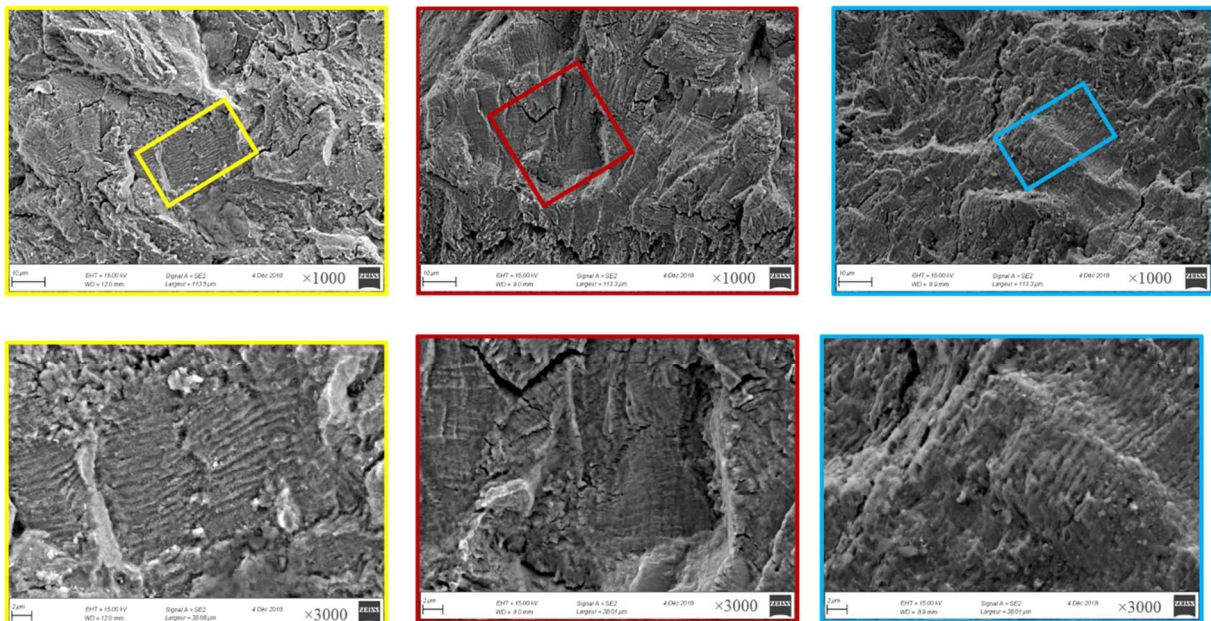 10 µm EHT = 15.00 kV Signal A = SE2 4 Déc 2018 ×1000 ZEISS
WD = 12.0 mm Largeur = 113.9 µm
10 µm EHT = 15.00 kV Signal A = SE2 4 Déc 2018 ×1000 ZEISS
WD = 9.0 mm Largeur = 113.3 µm
10 µm EHT = 15.00 kV Signal A = SE2 4 Déc 2018 ×1000 ZEISS
WD = 8.9 mm Largeur = 113.3 µm
2 µm EHT = 15.00 kV Signal A = SE2 4 Déc 2018 ×3000 ZEISS
WD = 12.0 mm Largeur = 38.08 µm
2 µm EHT = 15.00 kV Signal A = SE2 4 Déc 2018 ×3000 ZEISS
WD = 9.0 mm Largeur = 38.01 µm
2 µm EHT = 15.00 kV Signal A = SE2 4 Déc 2018 ×3000 ZEISS
WD = 8.9 mm Largeur = 38.01 µm